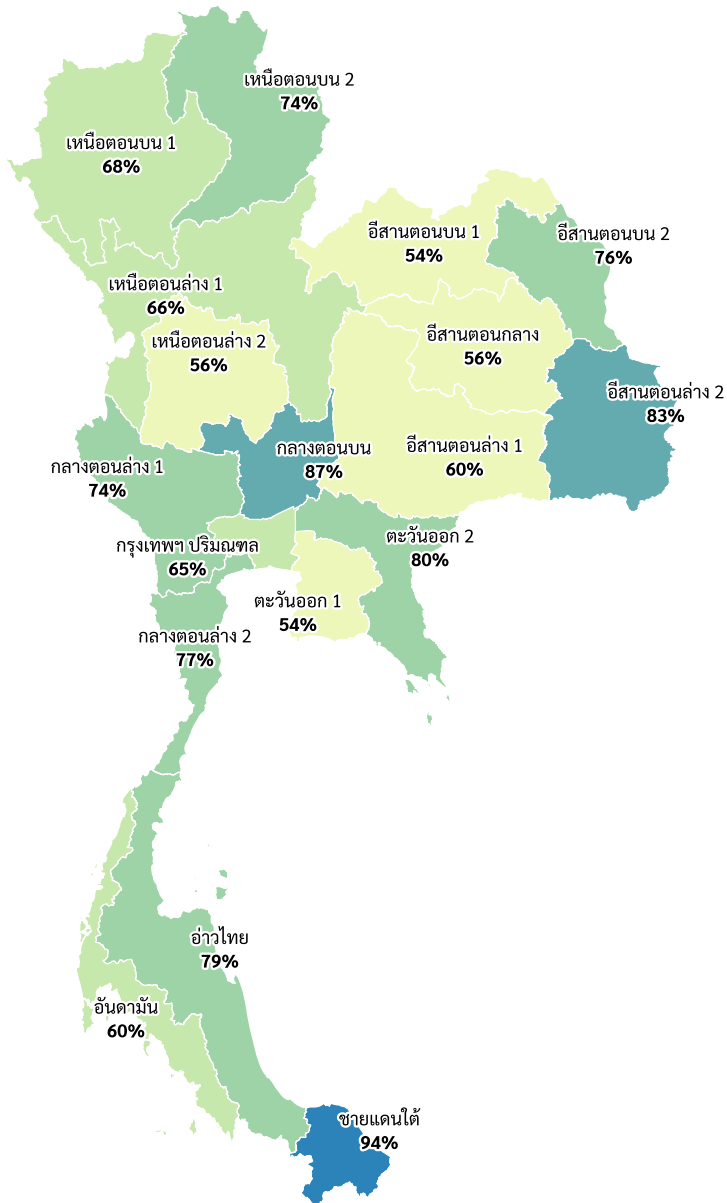 เหนือตอนบน 2
74%
เหนือตอนบน 1
68%
อีสานตอนบน 1
54%
อีสานตอนบน 2
76%
เหนือตอนล่าง 1
66%
เหนือตอนล่าง 2
56%
อีสานตอนกลาง
56%
อีสานตอนล่าง 2
83%
กลางตอนบน
87%
อีสานตอนล่าง 1
60%
กลางตอนล่าง 1
74%
กรุงเทพฯ ปริมณฑล
65%
ตะวันออก 2
80%
ตะวันออก 1
54%
กลางตอนล่าง 2
77%
อ่าวไทย
79%
อันดามัน
60%
ชายแดนใต้
94%